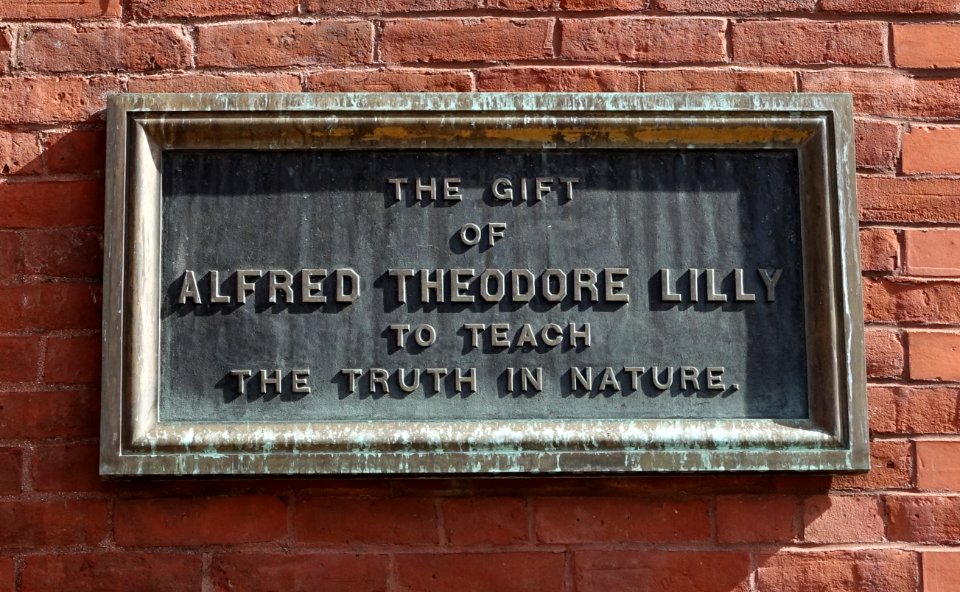 THE GIFT
OF
ALFRED THEODORE LILLY
TO TEACH
THE TRUTH IN NATURE.